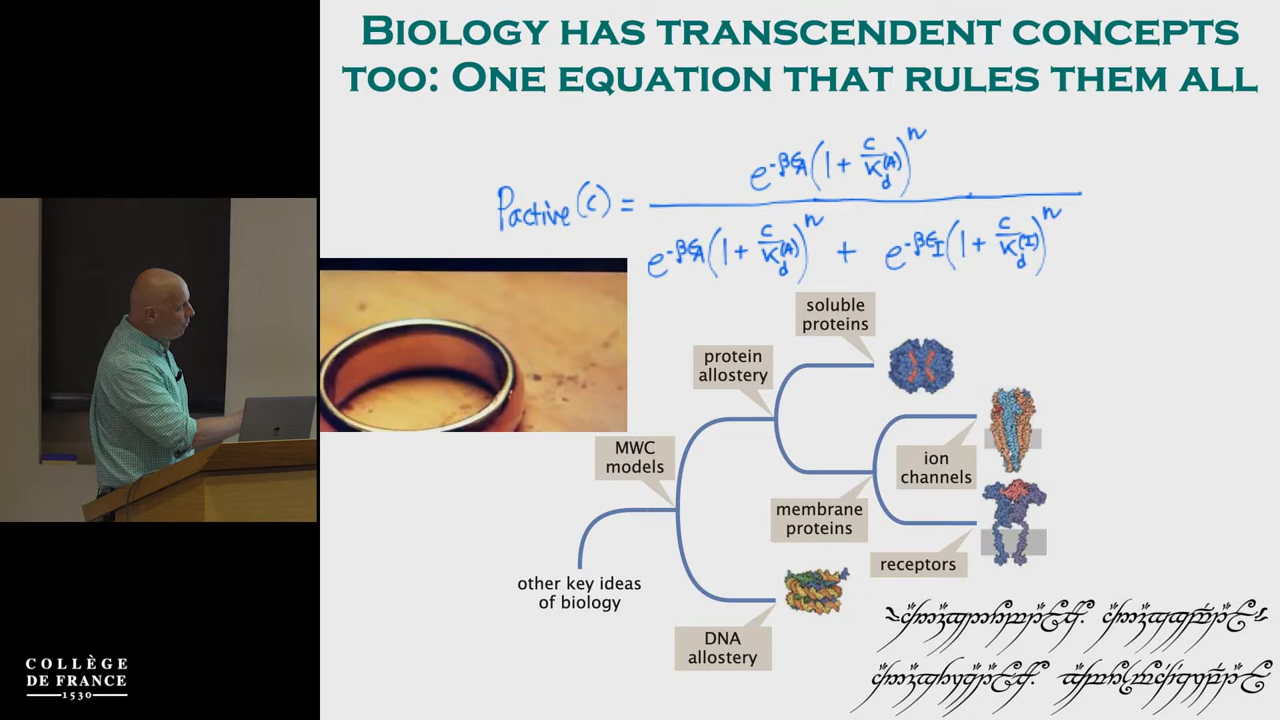 BIOLOGY HAS TRANSCENDENT CONCEPTS
TOO: ONE EQUATION THAT RULES THEM ALL
Pactive(c) = e^{-βε_A}(1 + c/K_d^{(A)})^n / e^{-βε_A}(1 + c/K_d^{(A)})^n + e^{-βε_I}(1 + c/K_d^{(I)})^n
soluble
proteins
protein
allostery
MWC
models
ion
channels
membrane
proteins
receptors
other key ideas
of biology
DNA
allostery
COLLÈGE
DE FRANCE
1530